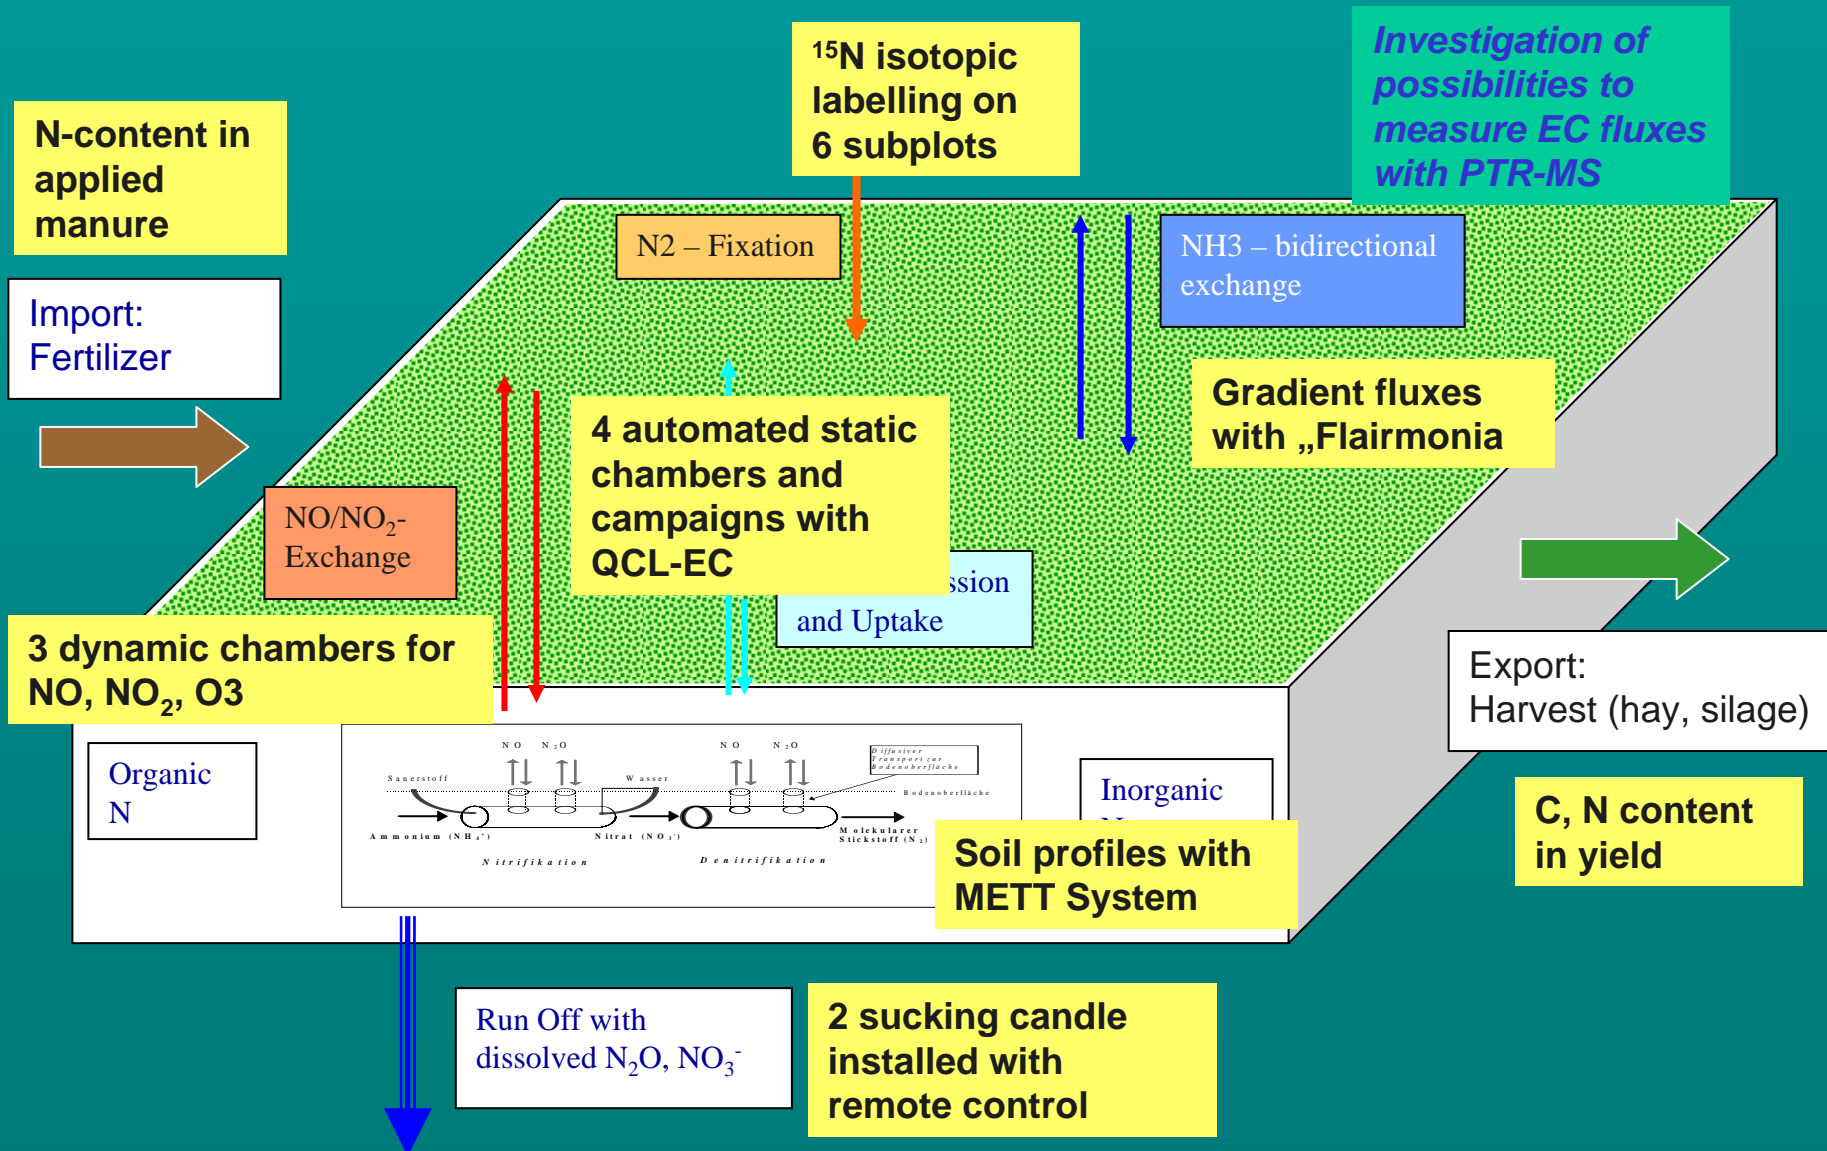 ¹⁵N isotopic
labelling on
6 subplots
Investigation of
possibilities to
measure EC fluxes
with PTR-MS
N-content in
applied
manure
N2 – Fixation
NH3 – bidirectional
exchange
Import:
Fertilizer
Gradient fluxes
with „Flairmonia
4 automated static
chambers and
campaigns with
QCL-EC
NO/NO₂-
Exchange
and Uptake
3 dynamic chambers for
NO, NO₂, O3
Export:
Harvest (hay, silage)
Organic
N
NO N₂O
NO N₂O
Diffusiver
Transport zur
Bodenoberfläche
Sauerstoff
Wasser
Bodenoberfläche
Ammonium (NH₄⁺)
Nitrat (NO₃⁻)
Molekularer
Stickstoff (N₂)
Nitrifikation
Denitrifikation
Inorganic
Soil profiles with
METT System
C, N content
in yield
Run Off with
dissolved N₂O, NO₃⁻
2 sucking candle
installed with
remote control